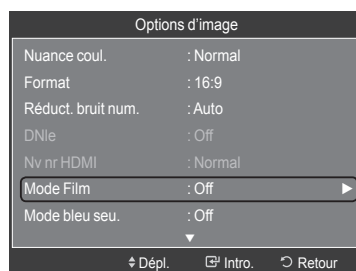 Options d’image
Nuance coul. : Normal
Format : 16:9
Réduct. bruit num. : Auto
DNIe : Off
Nv nr HDMI : Normal
Mode Film : Off
Mode bleu seu. : Off
Dépl. Intro. Retour